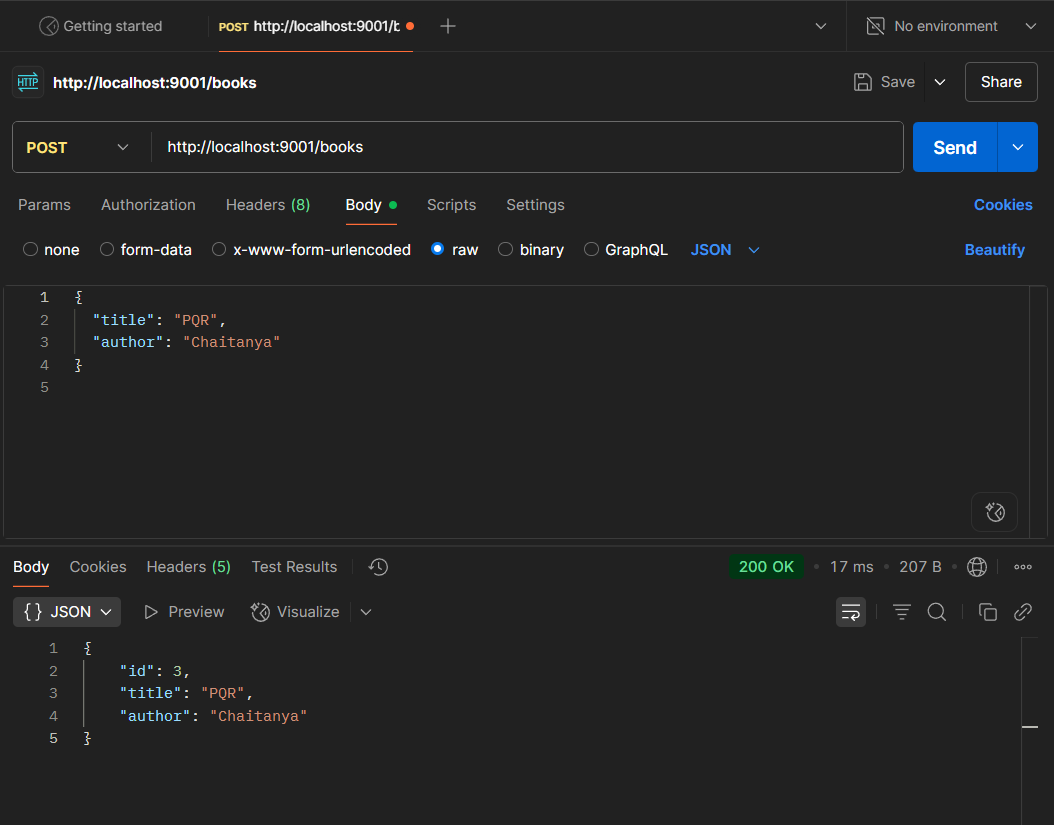 Getting started POST http://localhost:9001/b No environment
HTTP http://localhost:9001/books Save Share
POST http://localhost:9001/books Send
Params Authorization Headers (8) Body Scripts Settings Cookies
none form-data x-www-form-urlencoded raw binary GraphQL JSON Beautify
1 {
2 "title": "PQR",
3 "author": "Chaitanya"
4 }
5
Body Cookies Headers (5) Test Results 200 OK • 17 ms • 207 B •
{} JSON Preview Visualize
1 {
2 "id": 3,
3 "title": "PQR",
4 "author": "Chaitanya"
5 }